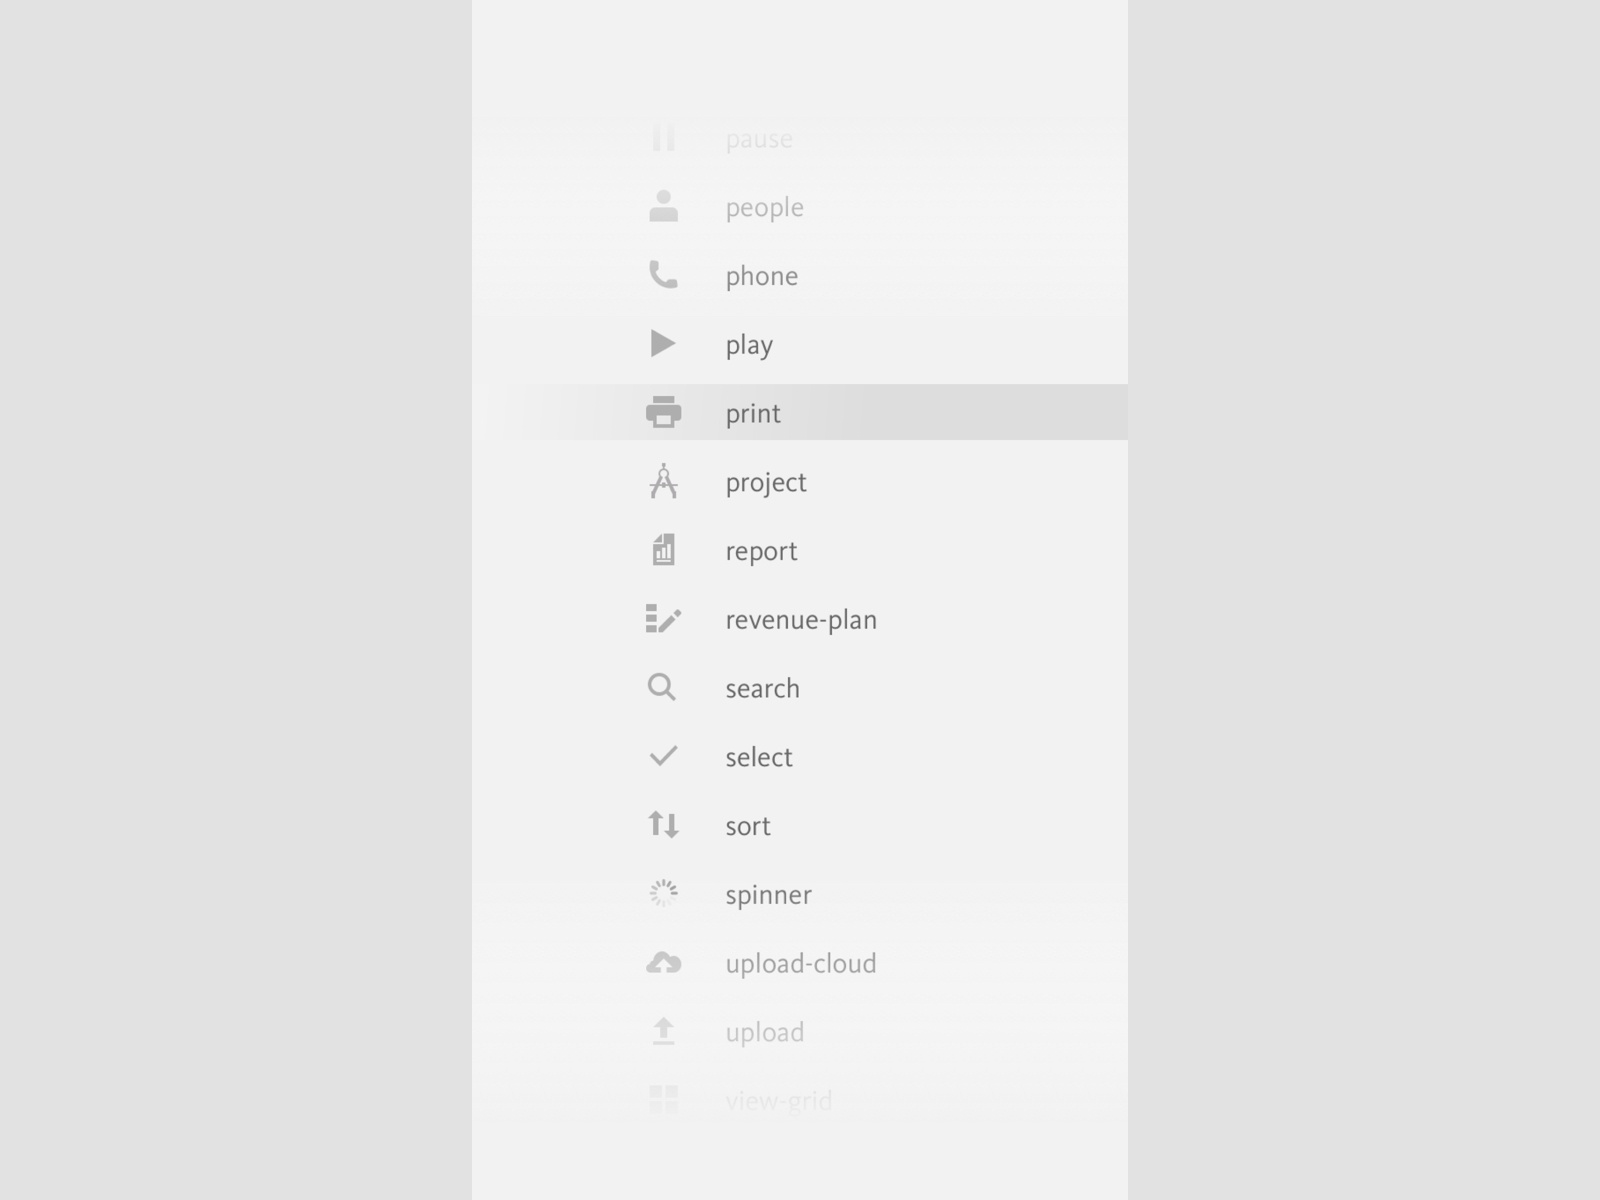 pause
people
phone
play
print
project
report
revenue-plan
search
select
sort
spinner
upload-cloud
upload
view-grid